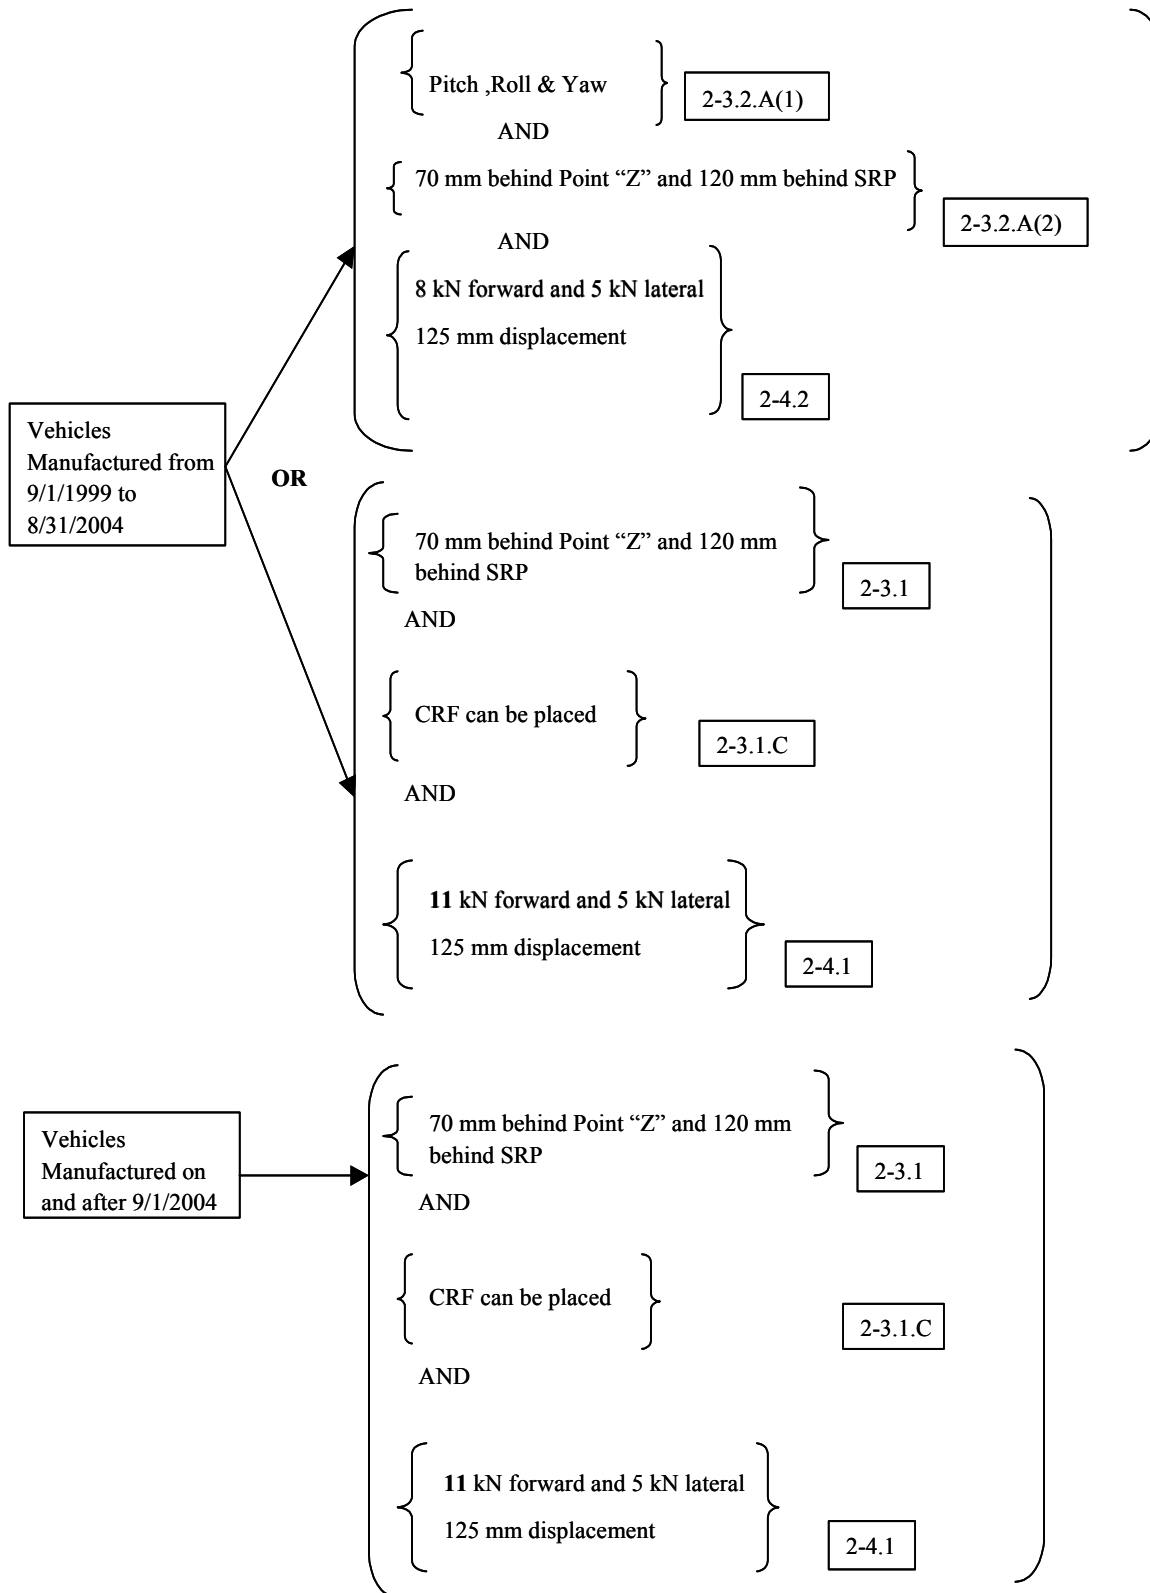 Pitch ,Roll & Yaw
2-3.2.A(1)
AND
70 mm behind Point “Z” and 120 mm behind SRP
2-3.2.A(2)
AND
8 kN forward and 5 kN lateral
125 mm displacement
2-4.2
Vehicles
Manufactured from
9/1/1999 to
8/31/2004
OR
70 mm behind Point “Z” and 120 mm
behind SRP
2-3.1
AND
CRF can be placed
2-3.1.C
AND
11 kN forward and 5 kN lateral
125 mm displacement
2-4.1
Vehicles
Manufactured on
and after 9/1/2004
70 mm behind Point “Z” and 120 mm
behind SRP
2-3.1
AND
CRF can be placed
2-3.1.C
AND
11 kN forward and 5 kN lateral
125 mm displacement
2-4.1